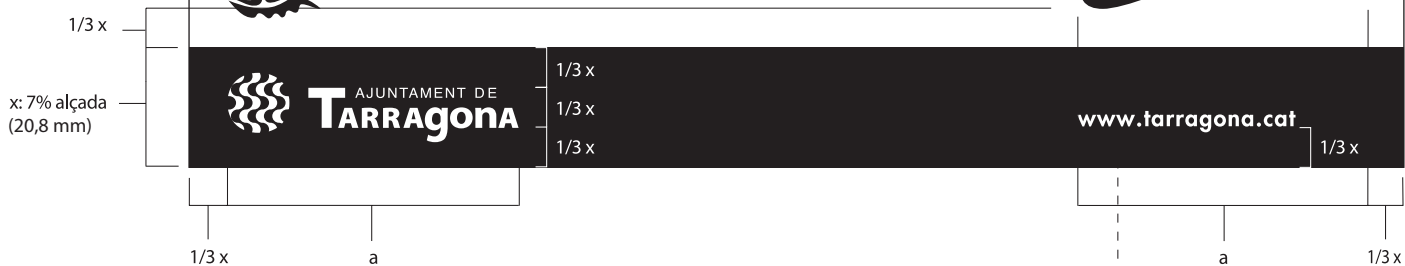 1/3 x
x: 7% alçada
(20,8 mm)
AJUNTAMENT DE
TARRAgonA
1/3 x
1/3 x
1/3 x
www.tarragona.cat
1/3 x
1/3 x
a
a
1/3 x